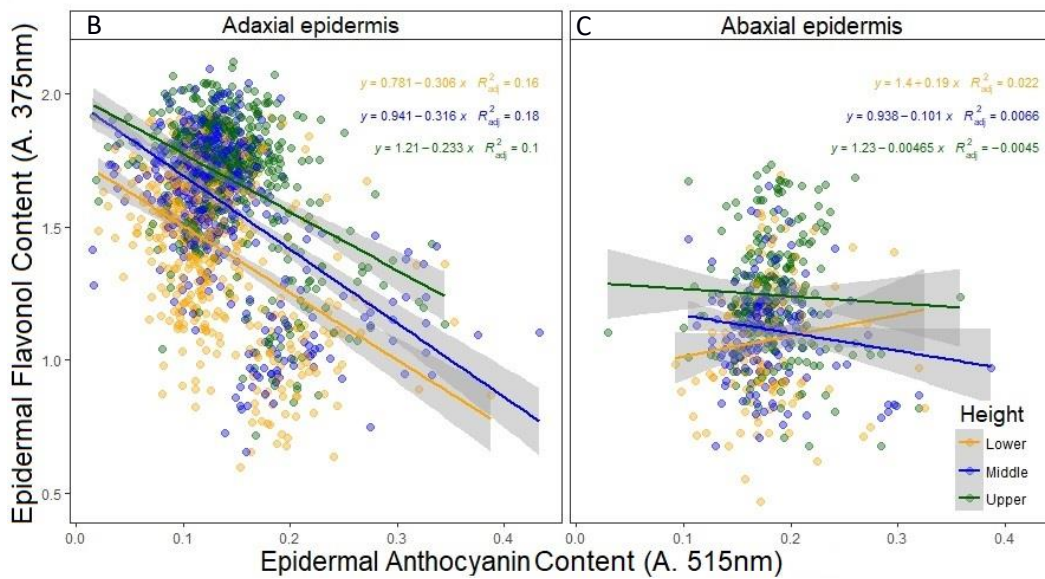 B Adaxial epidermis
C Abaxial epidermis
Epidermal Flavonol Content (A. 375nm)
2.0
1.5
1.0
0.5
y = 0.781 − 0.306 x R²adj = 0.16
y = 0.941 − 0.316 x R²adj = 0.18
y = 1.21 − 0.233 x R²adj = 0.1
y = 1.4 + 0.19 x R²adj = 0.022
y = 0.938 − 0.101 x R²adj = 0.0066
y = 1.23 − 0.00465 x R²adj = −0.0045
Height
Lower
Middle
Upper
0.0 0.1 0.2 0.3 0.4
0.0 0.1 0.2 0.3 0.4
Epidermal Anthocyanin Content (A. 515nm)